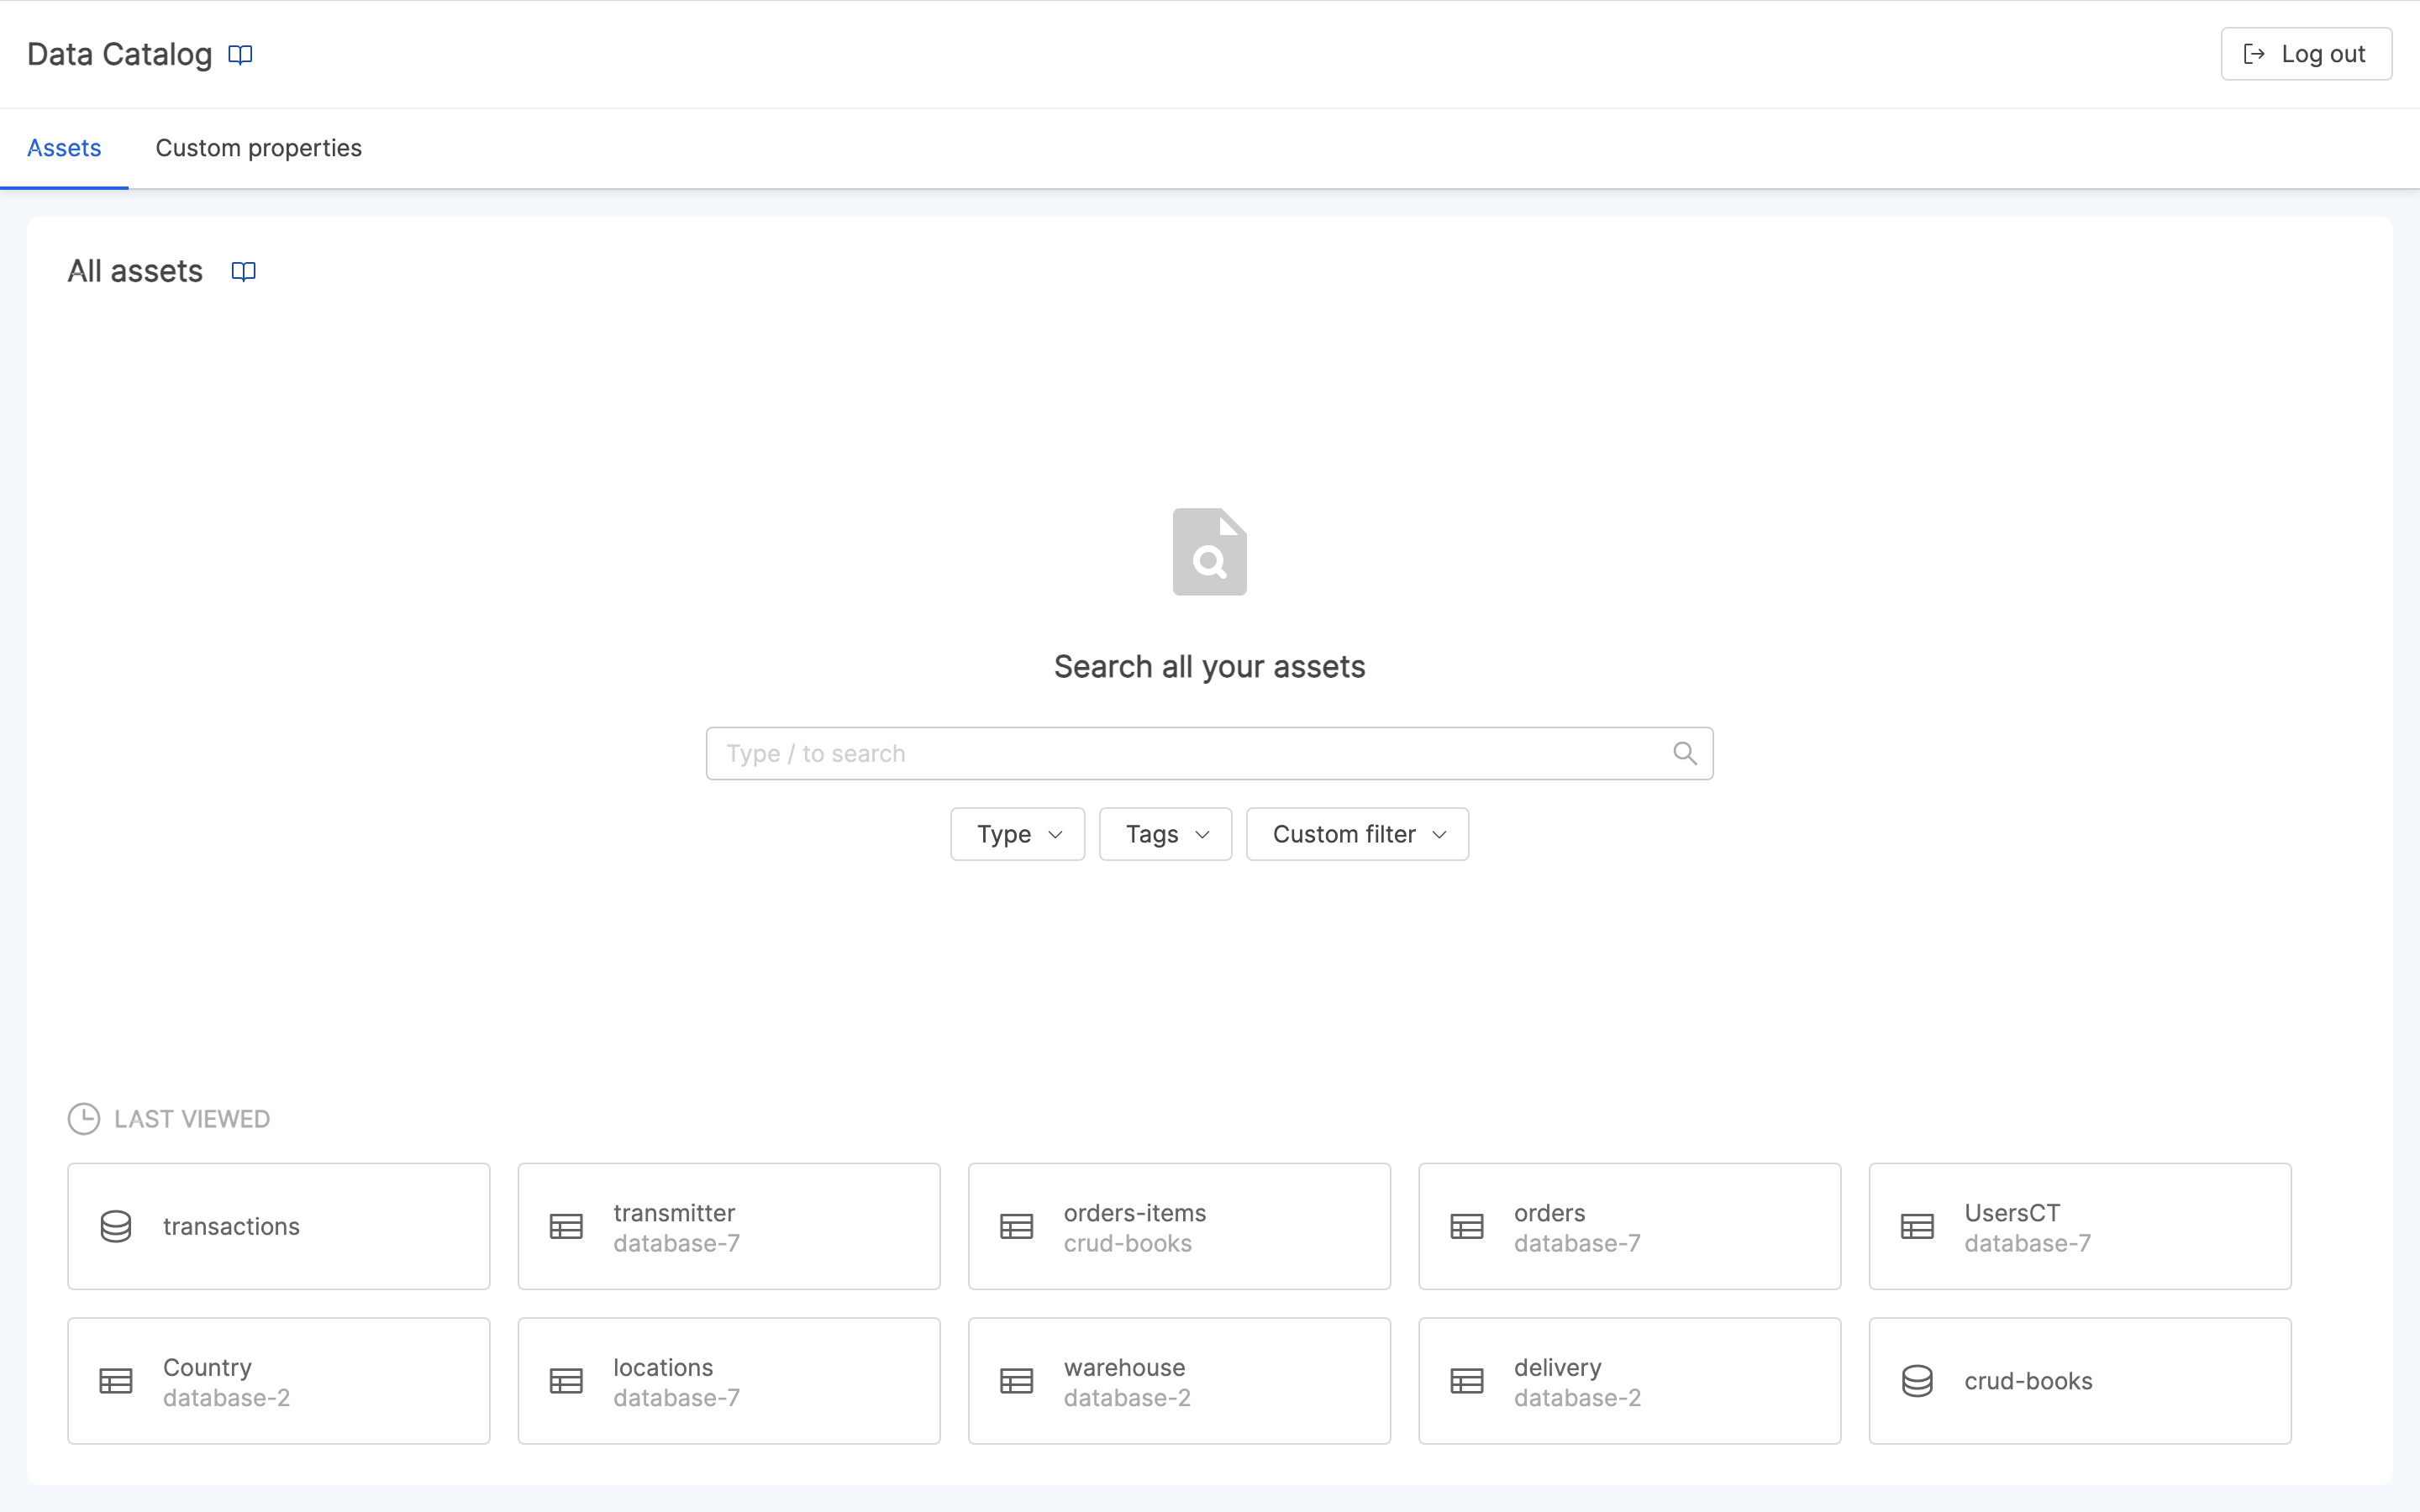 Data Catalog
Log out
Assets
Custom properties
All assets
Search all your assets
Type / to search
Type
Tags
Custom filter
LAST VIEWED
transactions
transmitter
database-7
orders-items
crud-books
orders
database-7
UsersCT
database-7
Country
database-2
locations
database-7
warehouse
database-2
delivery
database-2
crud-books